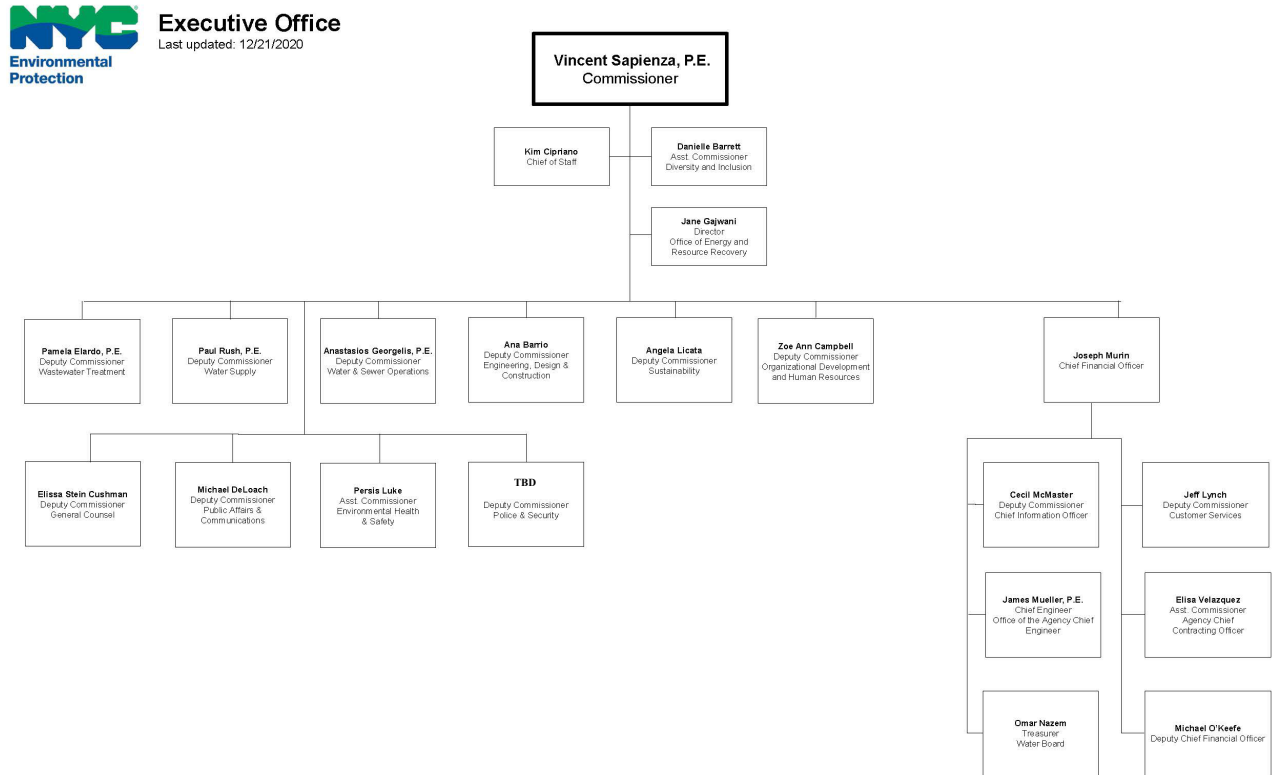 NYC
Environmental
Protection
Executive Office
Last updated: 12/21/2020
Vincent Sapienza, P.E.
Commissioner
Kim Cipriano
Chief of Staff
Danielle Barrett
Asst. Commissioner
Diversity and Inclusion
Jane Gajwani
Director
Office of Energy and
Resource Recovery
Pamela Elardo, P.E.
Deputy Commissioner
Wastewater Treatment
Paul Rush, P.E.
Deputy Commissioner
Water Supply
Anastasios Georgelis, P.E.
Deputy Commissioner
Water & Sewer Operations
Ana Barrio
Deputy Commissioner
Engineering, Design &
Construction
Angela Licata
Deputy Commissioner
Sustainability
Zoe Ann Campbell
Deputy Commissioner
Organizational Development
and Human Resources
Joseph Murin
Chief Financial Officer
Elissa Stein Cushman
Deputy Commissioner
General Counsel
Michael DeLoach
Deputy Commissioner
Public Affairs &
Communications
Persis Luke
Asst. Commissioner
Environmental Health
& Safety
TBD
Deputy Commissioner
Police & Security
Cecil McMaster
Deputy Commissioner
Chief Information Officer
Jeff Lynch
Deputy Commissioner
Customer Services
James Mueller, P.E.
Chief Engineer
Office of the Agency Chief
Engineer
Elisa Velazquez
Asst. Commissioner
Agency Chief
Contracting Officer
Omar Nazem
Treasurer
Water Board
Michael O'Keefe
Deputy Chief Financial Officer